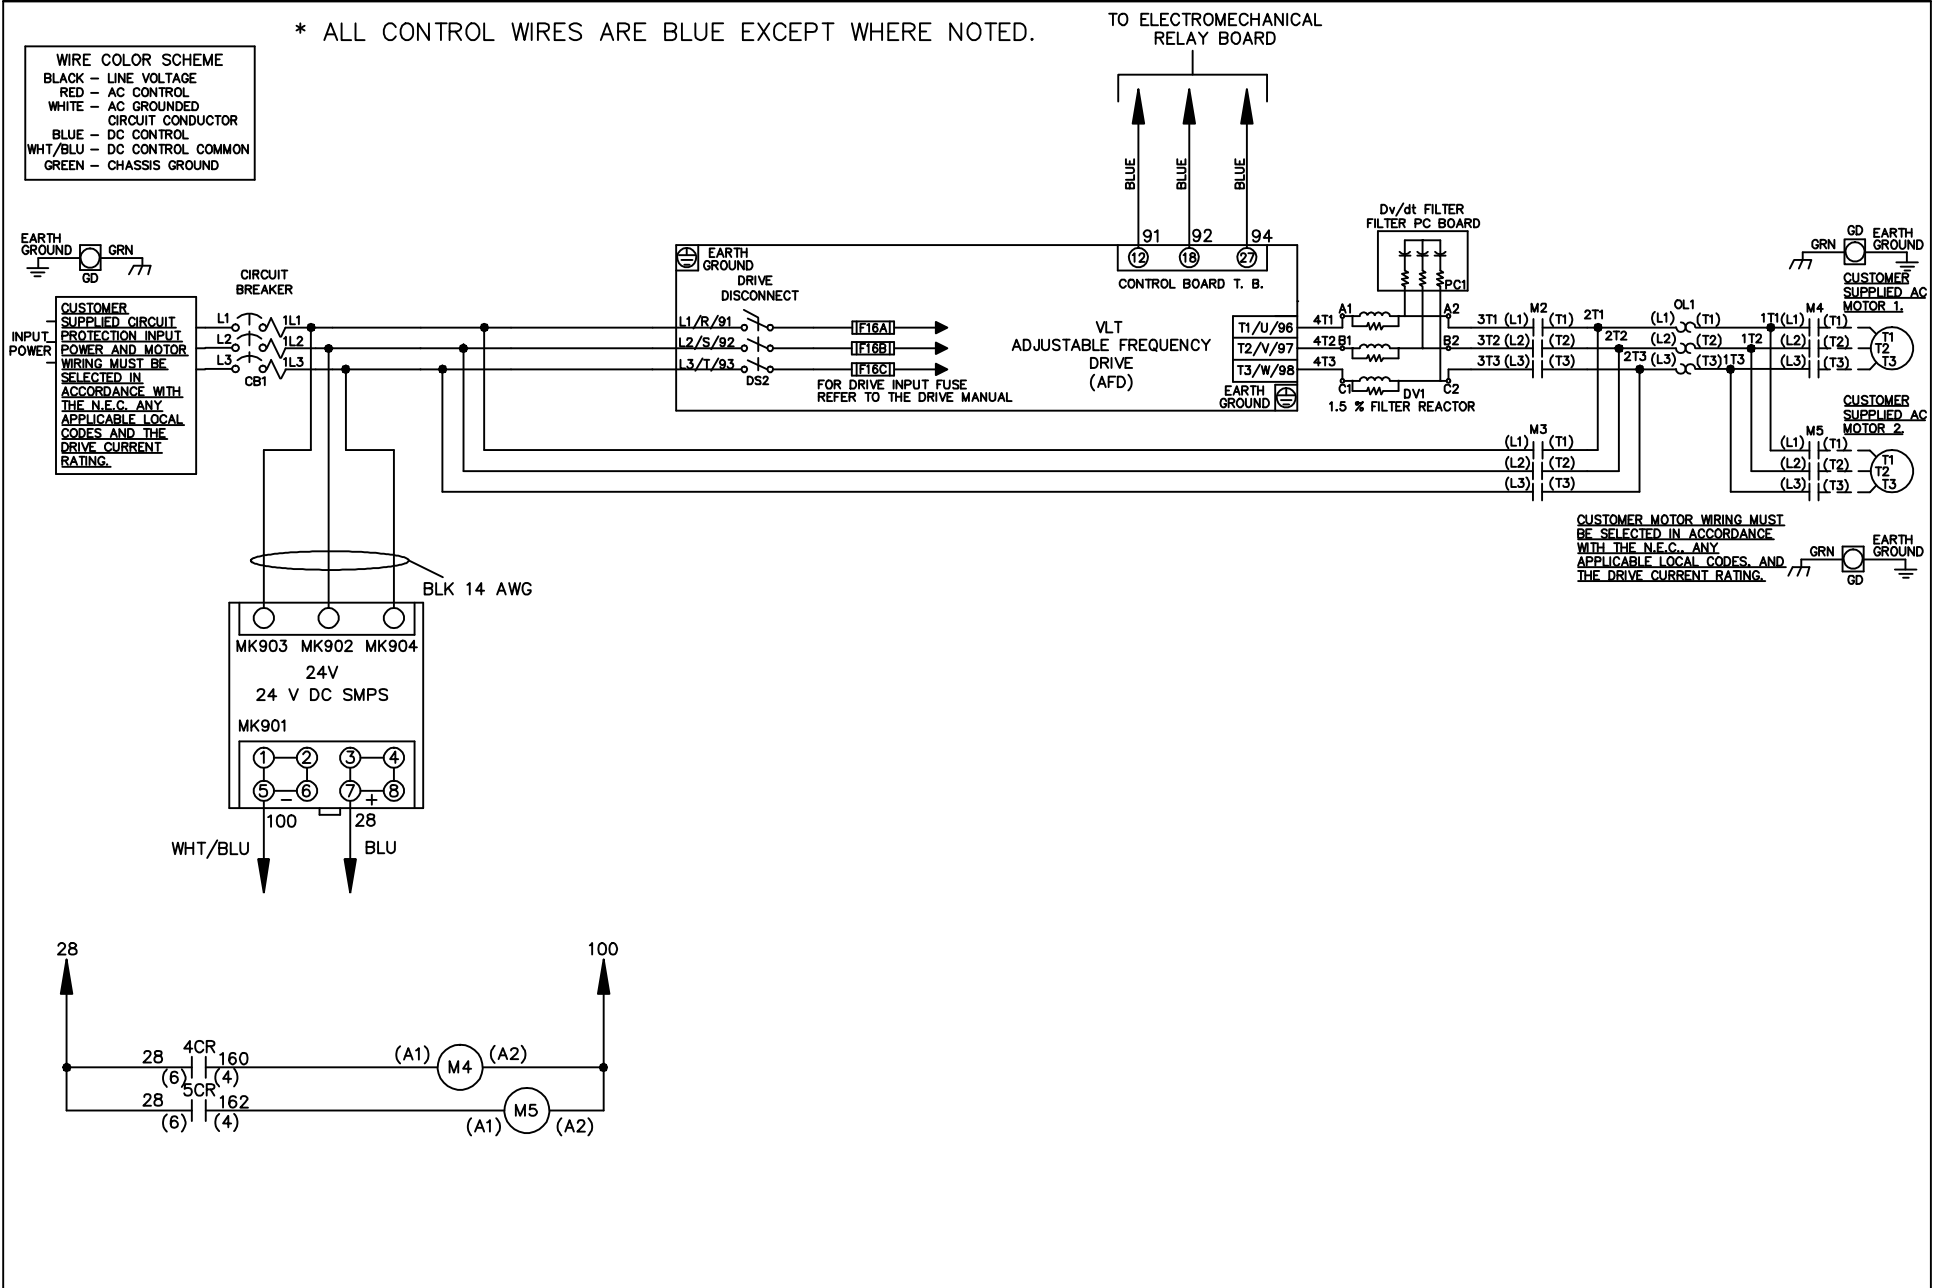 * ALL CONTROL WIRES ARE BLUE EXCEPT WHERE NOTED.
TO ELECTROMECHANICAL
RELAY BOARD
WIRE COLOR SCHEME
BLACK – LINE VOLTAGE
RED – AC CONTROL
WHITE – AC GROUNDED
CIRCUIT CONDUCTOR
BLUE – DC CONTROL
WHT/BLU – DC CONTROL COMMON
GREEN – CHASSIS GROUND
BLUE
BLUE
BLUE
91
92
94
12
18
27
CONTROL BOARD T. B.
EARTH
GROUND
GRN
GD
CIRCUIT
BREAKER
CUSTOMER
SUPPLIED CIRCUIT
PROTECTION INPUT
POWER AND MOTOR
WIRING MUST BE
SELECTED IN
ACCORDANCE WITH
THE N.E.C. ANY
APPLICABLE LOCAL
CODES AND THE
DRIVE CURRENT
RATING.
INPUT
POWER
L1
L2
L3
1L1
1L2
1L3
CB1
EARTH
GROUND
DRIVE
DISCONNECT
L1/R/91
L2/S/92
L3/T/93
DS2
F16A
F16B
F16C
FOR DRIVE INPUT FUSE
REFER TO THE DRIVE MANUAL
VLT
ADJUSTABLE FREQUENCY
DRIVE
(AFD)
T1/U/96
T2/V/97
T3/W/98
EARTH
GROUND
Dv/dt FILTER
FILTER PC BOARD
PC1
4T1
4T2
4T3
A1
A2
B1
B2
C1
C2
DV1
1.5 % FILTER REACTOR
3T1 (L1)
3T2 (L2)
3T3 (L3)
M2
(T1)
(T2)
(T3)
2T1
2T2
2T3
OL1
(L1) (T1)
(L2) (T2)
(L3) (T3)
1T1
1T2
1T3
M4
(L1) (T1)
(L2) (T2)
(L3) (T3)
T1
T2
T3
GD
GRN
EARTH
GROUND
CUSTOMER
SUPPLIED AC
MOTOR 1.
M3
(L1) (T1)
(L2) (T2)
(L3) (T3)
CUSTOMER
SUPPLIED AC
MOTOR 2.
M5
(L1) (T1)
(L2) (T2)
(L3) (T3)
T1
T2
T3
CUSTOMER MOTOR WIRING MUST
BE SELECTED IN ACCORDANCE
WITH THE N.E.C., ANY
APPLICABLE LOCAL CODES, AND
THE DRIVE CURRENT RATING.
GRN
GD
EARTH
GROUND
BLK 14 AWG
MK903 MK902 MK904
24V
24 V DC SMPS
MK901
1 2 3 4
5 – 6 7 + 8
100
28
WHT/BLU
BLU
28
100
28
4CR
160
(6)
(4)
(A1)
M4
(A2)
28
5CR
162
(6)
(4)
(A1)
M5
(A2)